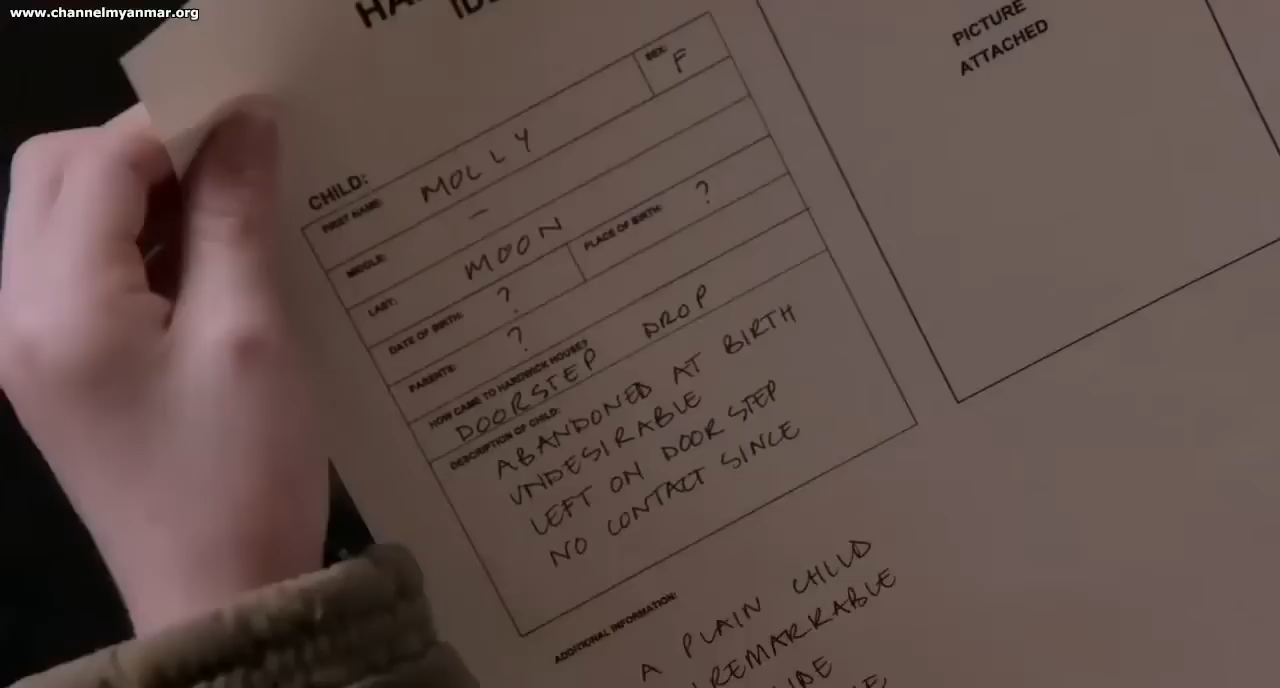 www.channelmyanmar.org
PICTURE
ATTACHED
CHILD:
FIRST NAME: MOLLY SEX: F
MIDDLE: –
LAST: MOON
DATE OF BIRTH: ? PLACE OF BIRTH: ?
PARENTS: ?
HOW CAME TO HARDWICK HOUSE?
DOORSTEP DROP
DESCRIPTION OF CHILD:
ABANDONED AT BIRTH
UNDESIRABLE
LEFT ON DOOR STEP
NO CONTACT SINCE
ADDITIONAL INFORMATION:
A PLAIN CHILD